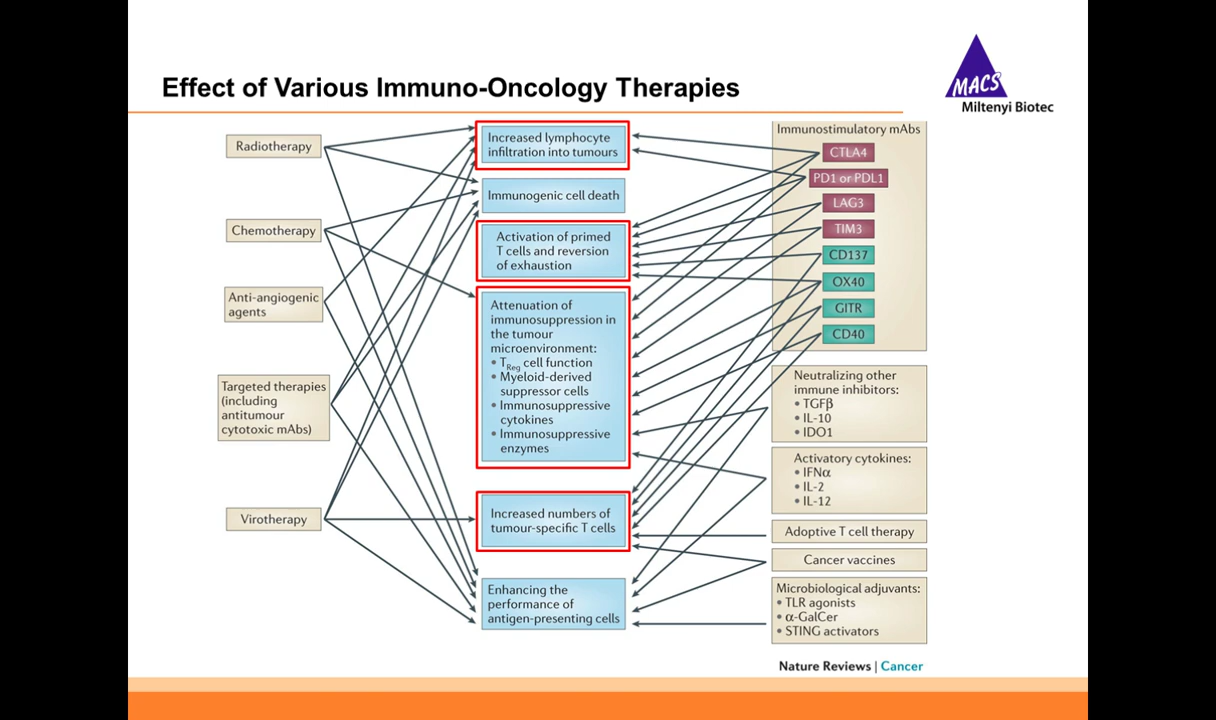 Effect of Various Immuno-Oncology Therapies
MACS
Miltenyi Biotec
Radiotherapy
Chemotherapy
Anti-angiogenic
agents
Targeted therapies
(including
antitumour
cytotoxic mAbs)
Virotherapy
Increased lymphocyte
infiltration into tumours
Immunogenic cell death
Activation of primed
T cells and reversion
of exhaustion
Attenuation of
immunosuppression in
the tumour
microenvironment:
• TReg cell function
• Myeloid-derived
suppressor cells
• Immunosuppressive
cytokines
• Immunosuppressive
enzymes
Increased numbers of
tumour-specific T cells
Enhancing the
performance of
antigen-presenting cells
Immunostimulatory mAbs
CTLA4
PD1 or PDL1
LAG3
TIM3
CD137
OX40
GITR
CD40
Neutralizing other
immune inhibitors:
• TGFβ
• IL-10
• IDO1
Activatory cytokines:
• IFNα
• IL-2
• IL-12
Adoptive T cell therapy
Cancer vaccines
Microbiological adjuvants:
• TLR agonists
• α-GalCer
• STING activators
Nature Reviews | Cancer